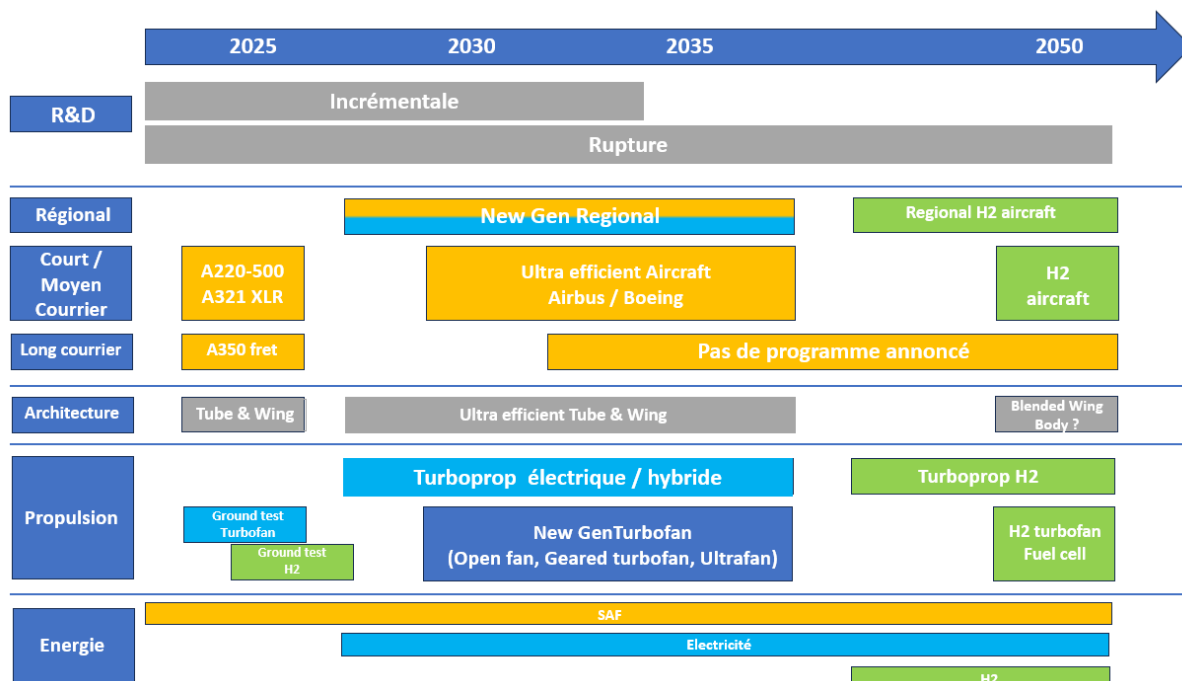 2025 2030 2035 2050
R&D
Incrémentale
Rupture
Régional
New Gen Regional
Regional H2 aircraft
Court /
Moyen
Courrier
A220-500
A321 XLR
Ultra efficient Aircraft
Airbus / Boeing
H2
aircraft
Long courrier
A350 fret
Pas de programme annoncé
Architecture
Tube & Wing
Ultra efficient Tube & Wing
Blended Wing
Body ?
Propulsion
Turboprop électrique / hybride
Turboprop H2
Ground test
Turbofan
Ground test
H2
New GenTurbofan
(Open fan, Geared turbofan, Ultrafan)
H2 turbofan
Fuel cell
Energie
SAF
Electricité
H2